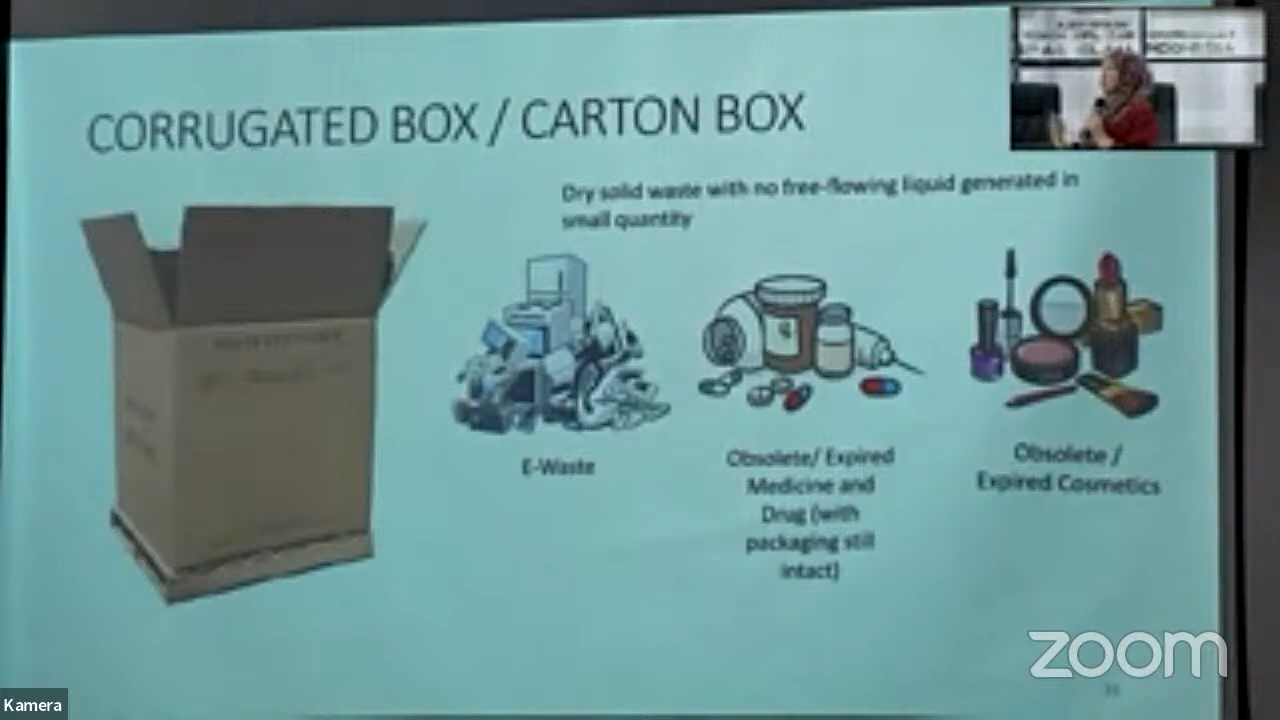 CORRUGATED BOX / CARTON BOX
Dry solid waste with no free-flowing liquid generated in
small quantity
E-Waste
Obsolete/ Expired
Medicine and
Drug (with
packaging still
intact)
Obsolete /
Expired Cosmetics
zoom
Kamera